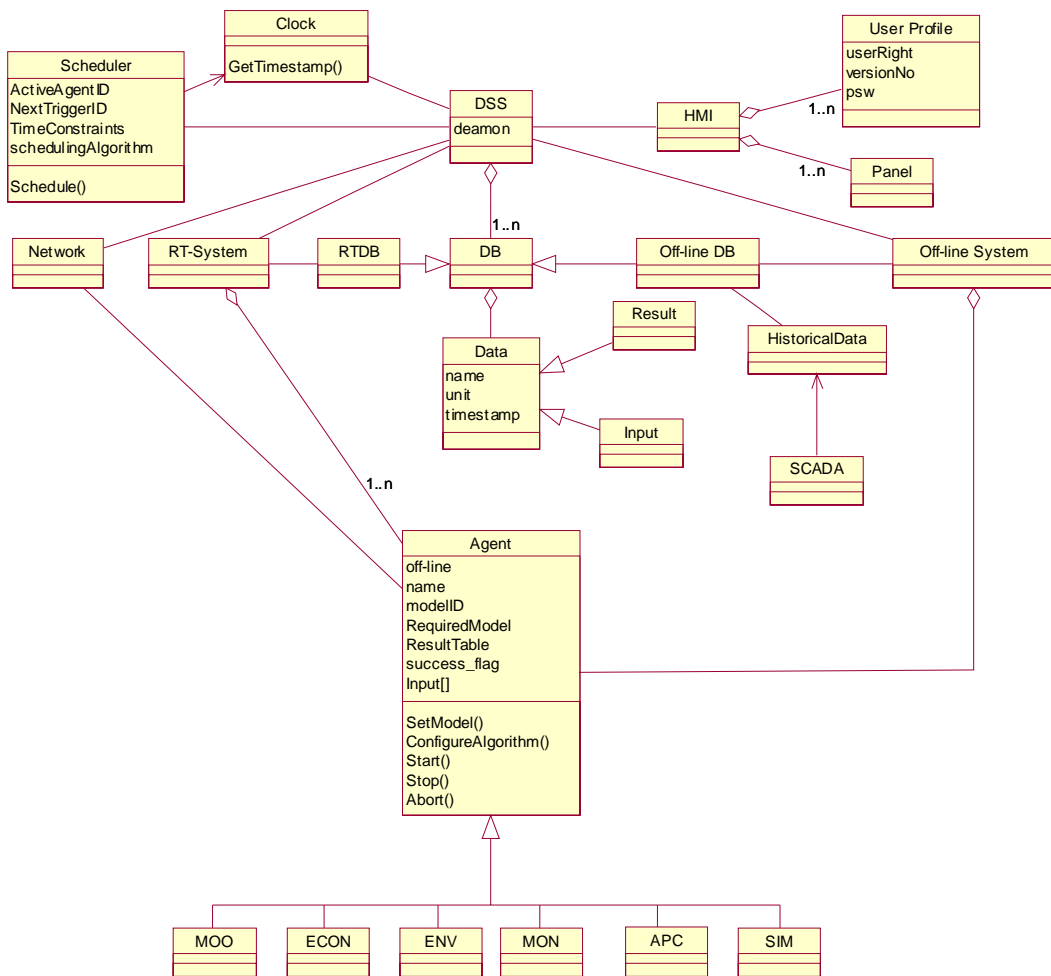 Clock
GetTimestamp()
Scheduler
ActiveAgentID
NextTriggerID
TimeConstraints
schedulingAlgorithm
Schedule()
DSS
deamon
HMI
User Profile
userRight
versionNo
psw
1..n
1..n
Panel
1..n
Network
RT-System
RTDB
DB
Off-line DB
Off-line System
Result
Data
name
unit
timestamp
HistoricalData
Input
SCADA
1..n
Agent
off-line
name
modelID
RequiredModel
ResultTable
success_flag
Input[]
SetModel()
ConfigureAlgorithm()
Start()
Stop()
Abort()
MOO
ECON
ENV
MON
APC
SIM